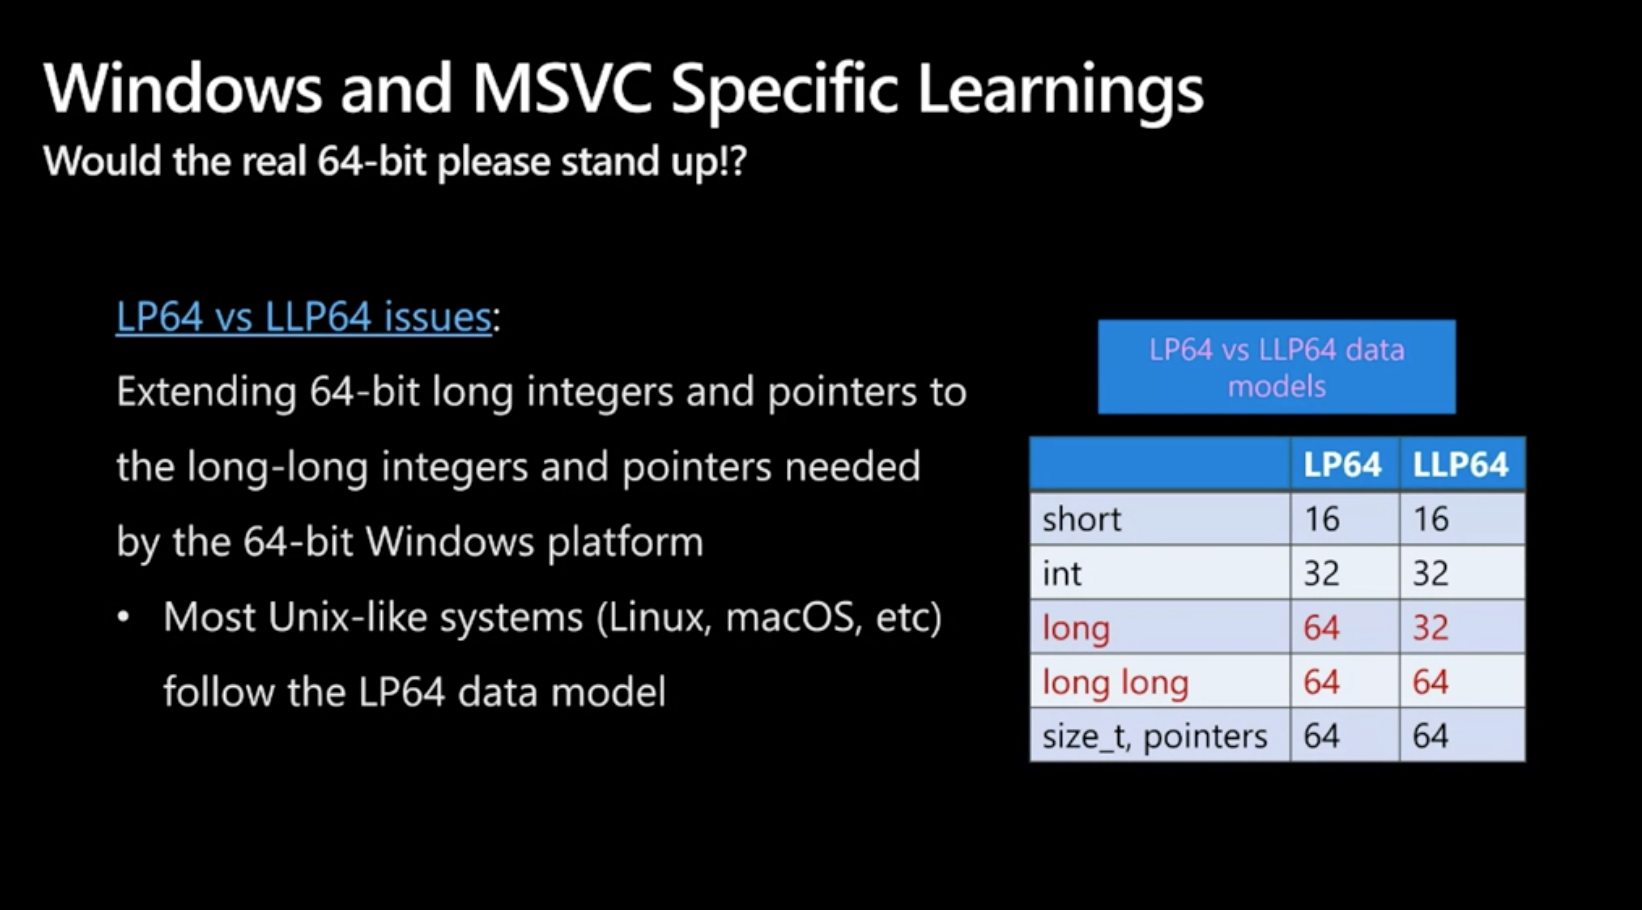 Windows and MSVC Specific Learnings
Would the real 64-bit please stand up!?
LP64 vs LLP64 issues:
Extending 64-bit long integers and pointers to
the long-long integers and pointers needed
by the 64-bit Windows platform
• Most Unix-like systems (Linux, macOS, etc)
follow the LP64 data model
LP64 vs LLP64 data
models
LP64 LLP64
short 16 16
int 32 32
long 64 32
long long 64 64
size_t, pointers 64 64